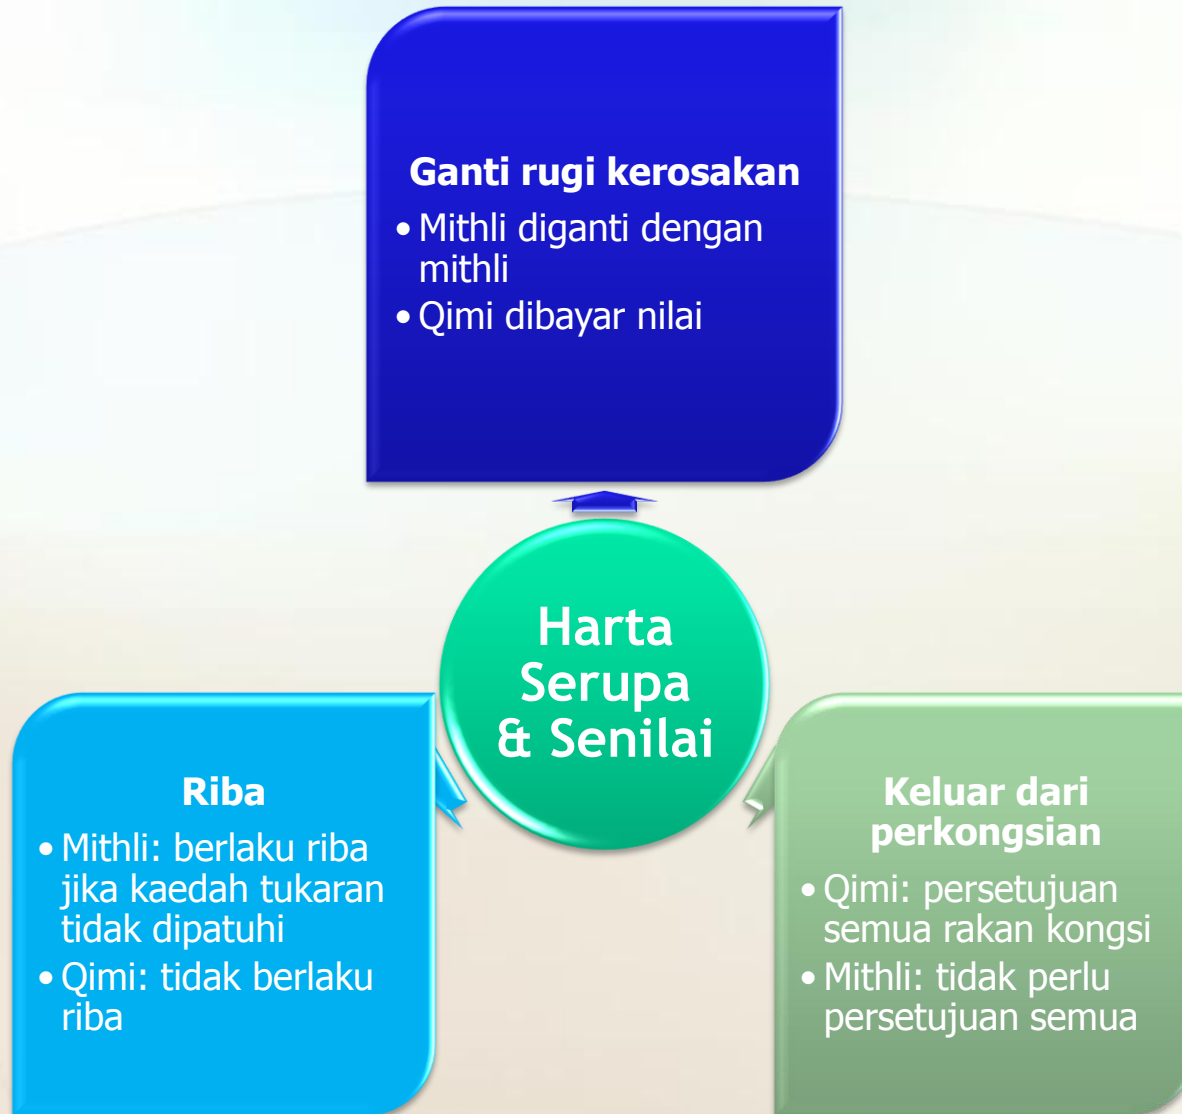 Ganti rugi kerosakan
• Mithli diganti dengan
mithli
• Qimi dibayar nilai
Harta
Serupa
& Senilai
Riba
• Mithli: berlaku riba
jika kaedah tukaran
tidak dipatuhi
• Qimi: tidak berlaku
riba
Keluar dari
perkongsian
• Qimi: persetujuan
semua rakan kongsi
• Mithli: tidak perlu
persetujuan semua